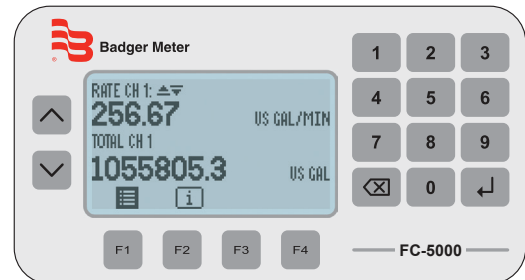 Badger Meter
®
RATE CH 1:
256.67 US GAL/MIN
TOTAL CH 1
1055805.3 US GAL
i
F1 F2 F3 F4
1 2 3
4 5 6
7 8 9
0
FC-5000